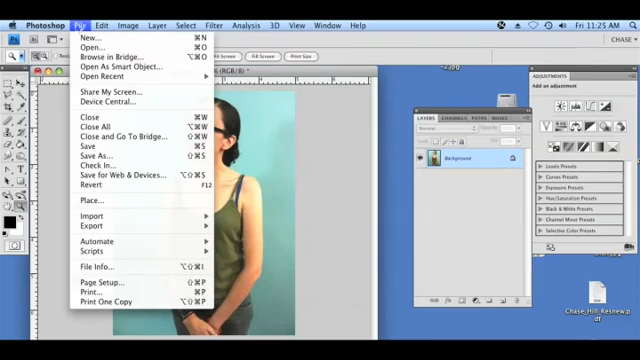 Photoshop File Edit Image Layer Select Filter Analysis 3D View Window Help Fri 11:25 AM CHASE
New... ⌘N
Open... ⌘O
Browse in Bridge... ⌥⌘O
Open As Smart Object...
Open Recent
Share My Screen...
Device Central...
Close ⌘W
Close All ⌥⌘W
Close and Go To Bridge... ⇧⌘W
Save ⌘S
Save As... ⇧⌘S
Check In...
Save for Web & Devices... ⌥⇧⌘S
Revert F12
Place...
Import
Export
Automate
Scripts
File Info... ⌥⇧⌘I
Page Setup... ⇧⌘P
Print... ⌘P
Print One Copy ⌥⇧⌘P
Fill Screen
Print Size
(RGB/8) *
LAYERS CHANNELS PATHS MASKS
Normal
Background
ADJUSTMENTS
Add an adjustment
Levels Presets
Curves Presets
Exposure Presets
Hue/Saturation Presets
Black & White Presets
Channel Mixer Presets
Selective Color Presets
Chase_Hill_Resnew.p
df